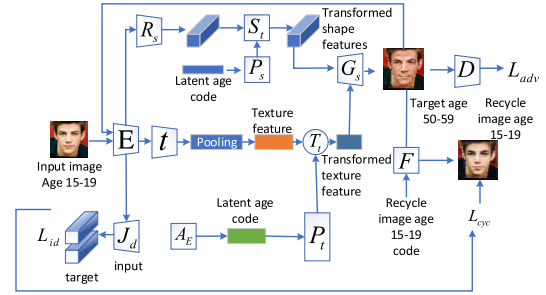 R_s
S_t
Transformed
shape
features
Latent age
code
P_s
G_s
D
L_adv
Target age
50-59
Recycle
image age
15-19
E
t
Pooling
Texture
feature
T_t
Transformed
texture
feature
Input image
Age 15-19
F
Recycle
image age
15-19
code
L_cyc
L_id
J_d
target
input
A_E
Latent age
code
P_t